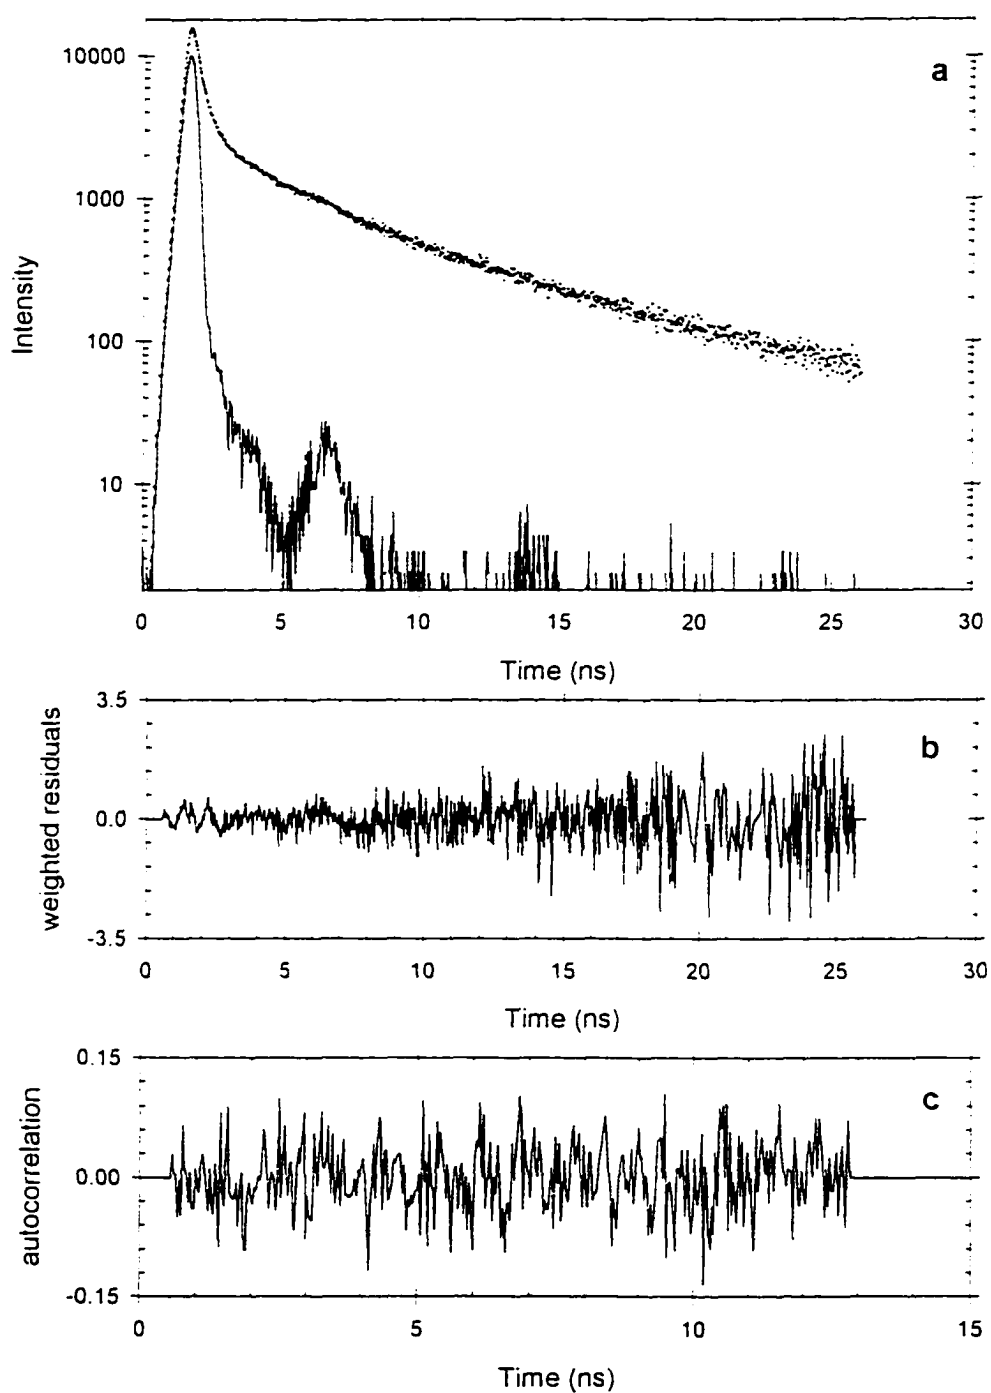 a
10000
1000
100
10
Intensity
0 5 10 15 20 25 30
Time (ns)
3.5
b
0.0
-3.5
weighted residuals
0 5 10 15 20 25 30
Time (ns)
0.15
c
0.00
-0.15
autocorrelation
0 5 10 15
Time (ns)